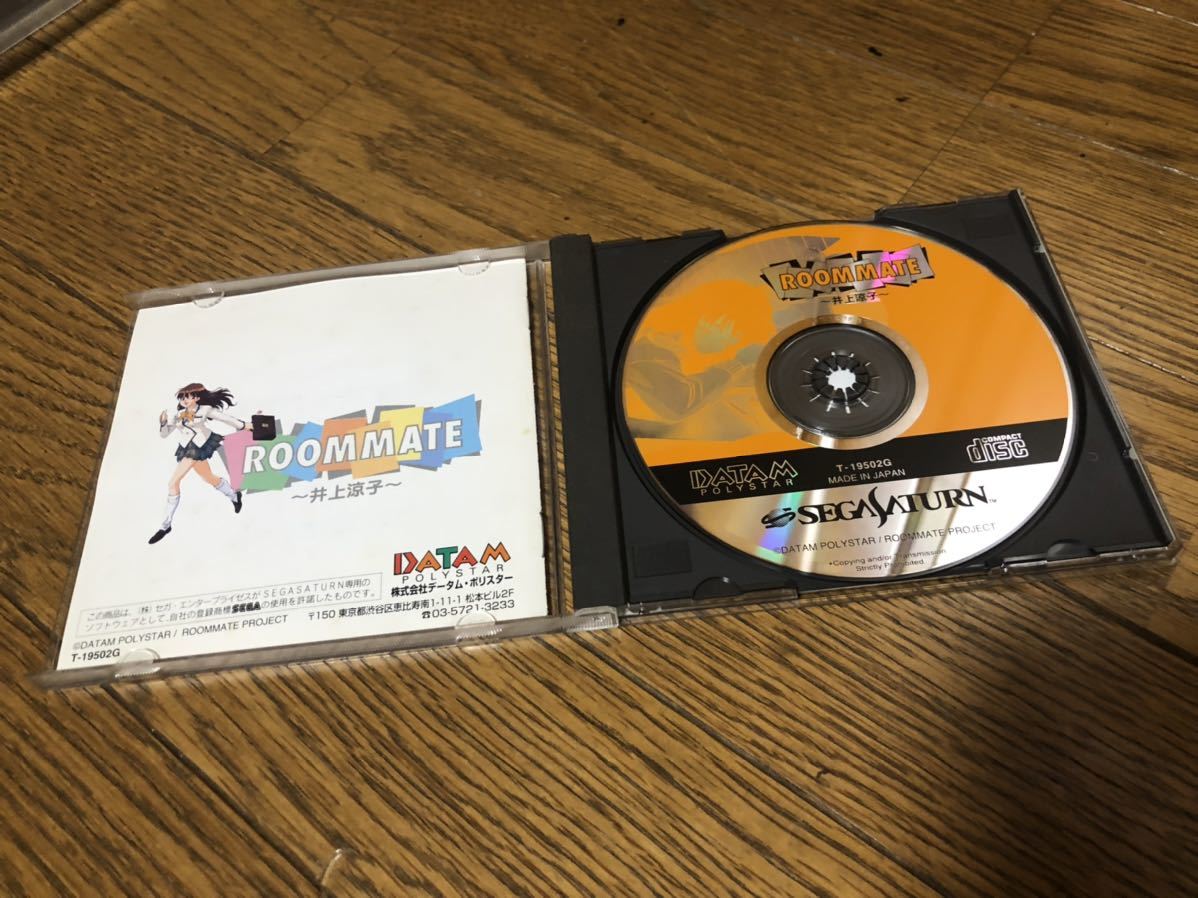 ROOMMATE
～井上涼子～
DATAM
POLYSTAR
株式会社データム・ポリスター
〒150 東京都渋谷区恵比寿南1-11-1 松本ビル2F
☎03-5721-3233
この商品は、(株)セガ・エンタープライゼスがSEGASATURN専用の
ソフトウェアとして、自社の登録商標SEGAの使用を許諾したものです。
©DATAM POLYSTAR / ROOMMATE PROJECT
T-19502G
ROOMMATE
～井上涼子～
DATAM
POLYSTAR
T-19502G
MADE IN JAPAN
COMPACT
disc
SEGASATURN™
©DATAM POLYSTAR / ROOMMATE PROJECT
•Copying and/or Transmission
Strictly Prohibited.